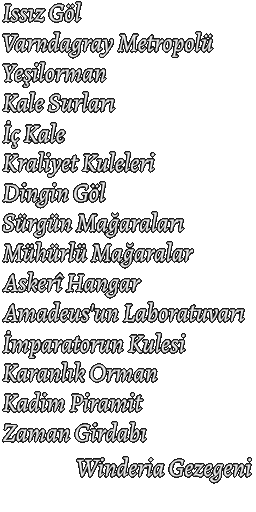 Issız Göl
Varndagray Metropolü
Yeşilorman
Kale Surları
İç Kale
Kraliyet Kuleleri
Dingin Göl
Sürgün Mağaraları
Mühürlü Mağaralar
Askerî Hangar
Amadeus'un Laboratuvarı
İmparatorun Kulesi
Karanlık Orman
Kadim Piramit
Zaman Girdabı
Winderia Gezegeni